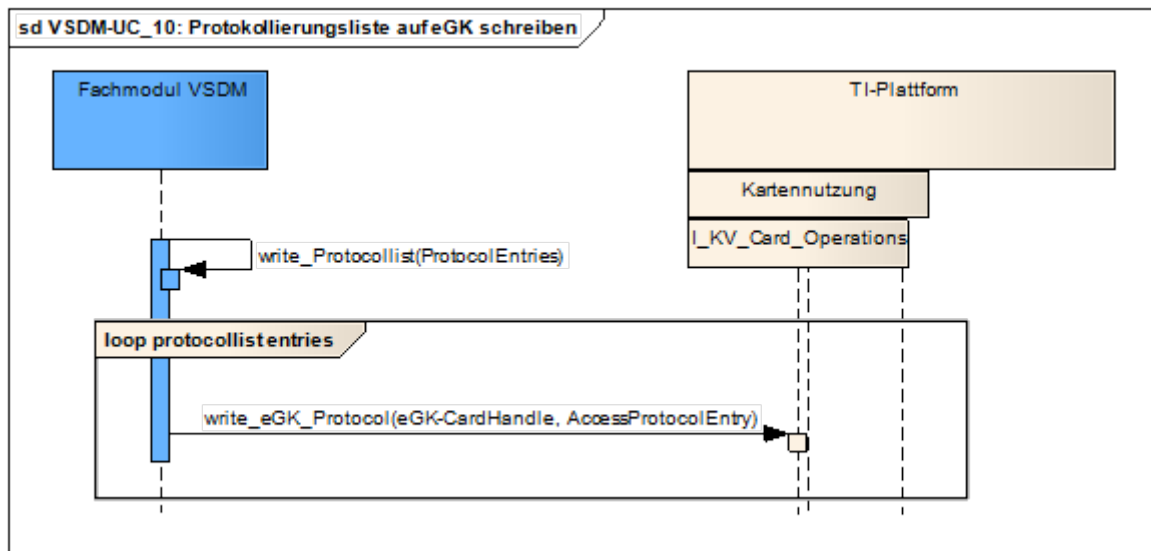 sd VSDM-UC_10: Protokollierungsliste auf eGK schreiben
Fachmodul VSDM
TI-Plattform
Kartennutzung
I_KV_Card_Operations
write_Protocollist(ProtocolEntries)
loop protocollist entries
write_eGK_Protocol(eGK-CardHandle, AccessProtocolEntry)